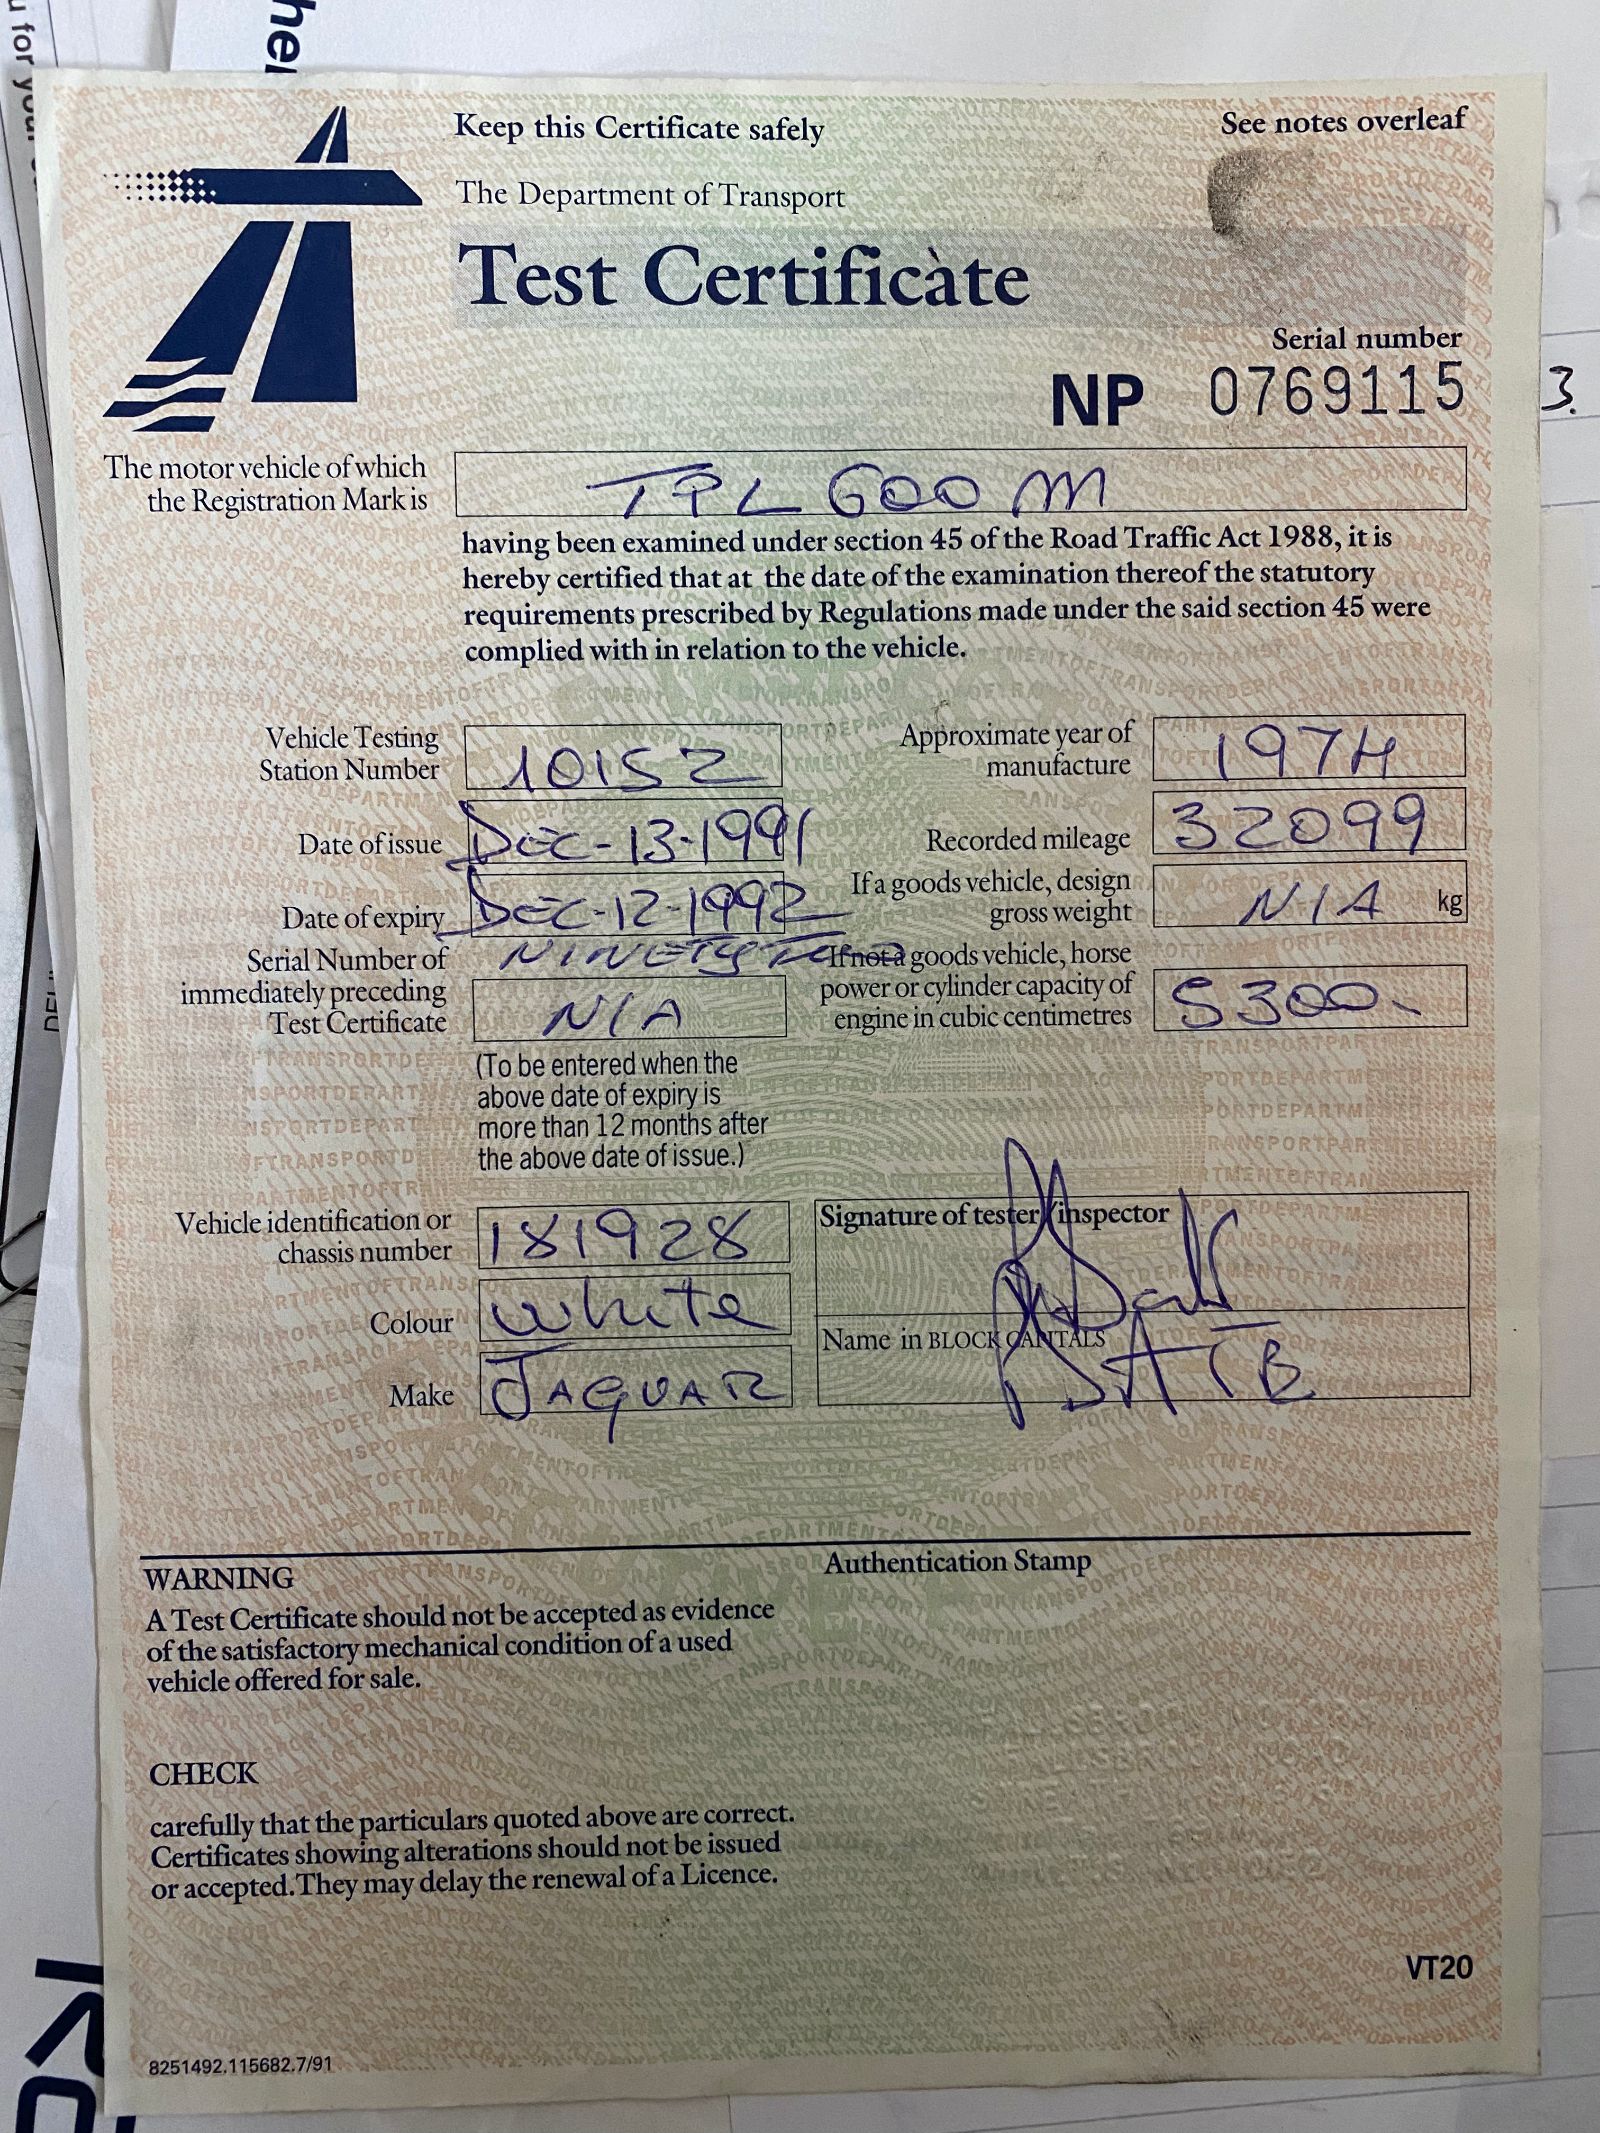 Keep this Certificate safely
See notes overleaf
The Department of Transport
Test Certificate
Serial number
NP 0769115
The motor vehicle of which
the Registration Mark is
TPL 600 M
having been examined under section 45 of the Road Traffic Act 1988, it is
hereby certified that at the date of the examination thereof the statutory
requirements prescribed by Regulations made under the said section 45 were
complied with in relation to the vehicle.
Vehicle Testing
Station Number
10152
Approximate year of
manufacture
1974
Date of issue
DEC-13-1991
Recorded mileage
32099
Date of expiry
DEC-12-1992
NINETY TWO
If a goods vehicle, design
gross weight
N/A kg
Serial Number of
immediately preceding
Test Certificate
N/A
If not a goods vehicle, horse
power or cylinder capacity of
engine in cubic centimetres
5300
(To be entered when the
above date of expiry is
more than 12 months after
the above date of issue.)
Vehicle identification or
chassis number
181928
Signature of tester/inspector
Colour
White
Name in BLOCK CAPITALS
Make
JAGUAR
WARNING
A Test Certificate should not be accepted as evidence
of the satisfactory mechanical condition of a used
vehicle offered for sale.
Authentication Stamp
CHECK
carefully that the particulars quoted above are correct.
Certificates showing alterations should not be issued
or accepted. They may delay the renewal of a Licence.
VT20
8251492.115682.7/91
3.